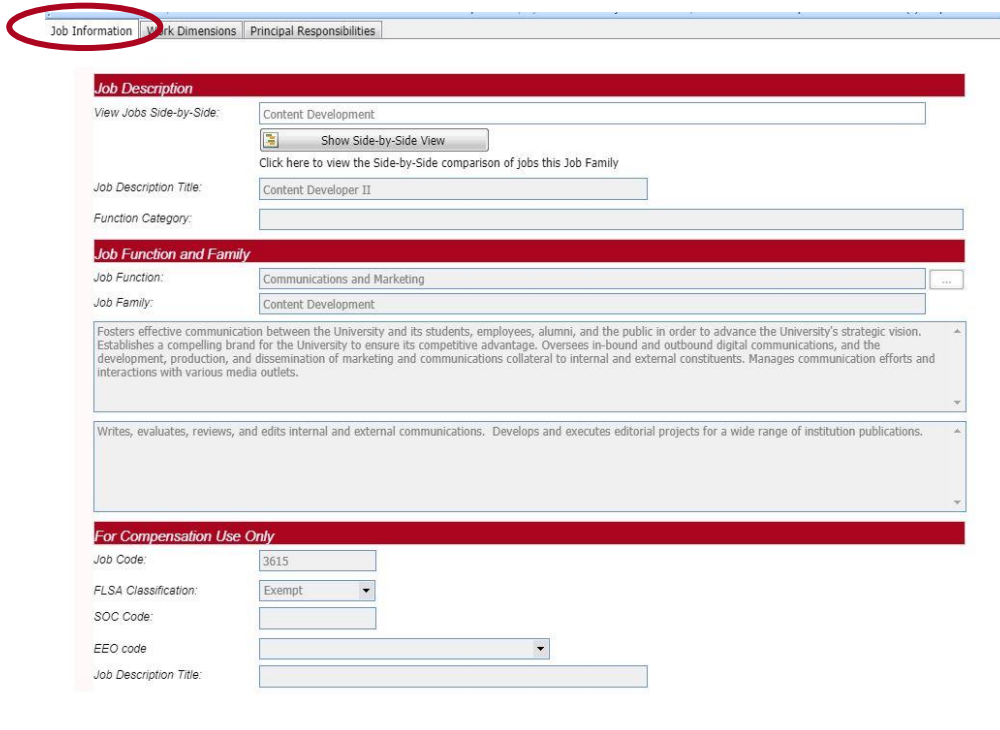 Job Information Work Dimensions Principal Responsibilities
Job Description
View Jobs Side-by-Side: Content Development
Show Side-by-Side View
Click here to view the Side-by-Side comparison of jobs this Job Family
Job Description Title: Content Developer II
Function Category:
Job Function and Family
Job Function: Communications and Marketing ...
Job Family: Content Development
Fosters effective communication between the University and its students, employees, alumni, and the public in order to advance the University's strategic vision.
Establishes a compelling brand for the University to ensure its competitive advantage. Oversees in-bound and outbound digital communications, and the
development, production, and dissemination of marketing and communications collateral to internal and external constituents. Manages communication efforts and
interactions with various media outlets.
Writes, evaluates, reviews, and edits internal and external communications. Develops and executes editorial projects for a wide range of institution publications.
For Compensation Use Only
Job Code: 3615
FLSA Classification: Exempt
SOC Code:
EEO code
Job Description Title: